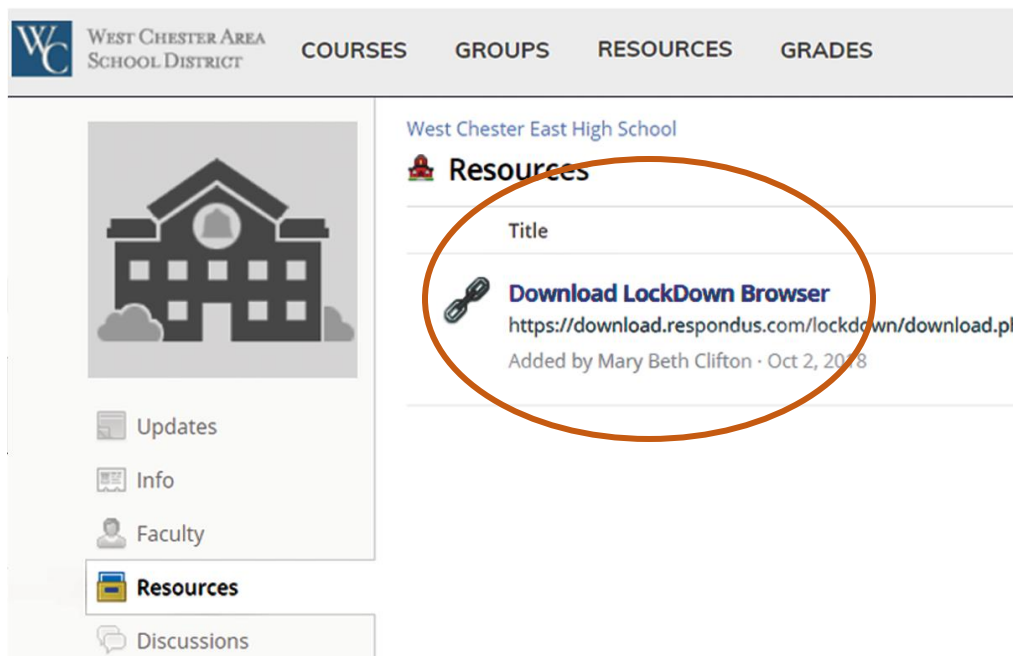 WC WEST CHESTER AREA
SCHOOL DISTRICT
COURSES GROUPS RESOURCES GRADES
West Chester East High School
Resources
Title
Download LockDown Browser
https://download.respondus.com/lockdown/download.pl
Added by Mary Beth Clifton · Oct 2, 2018
Updates
Info
Faculty
Resources
Discussions